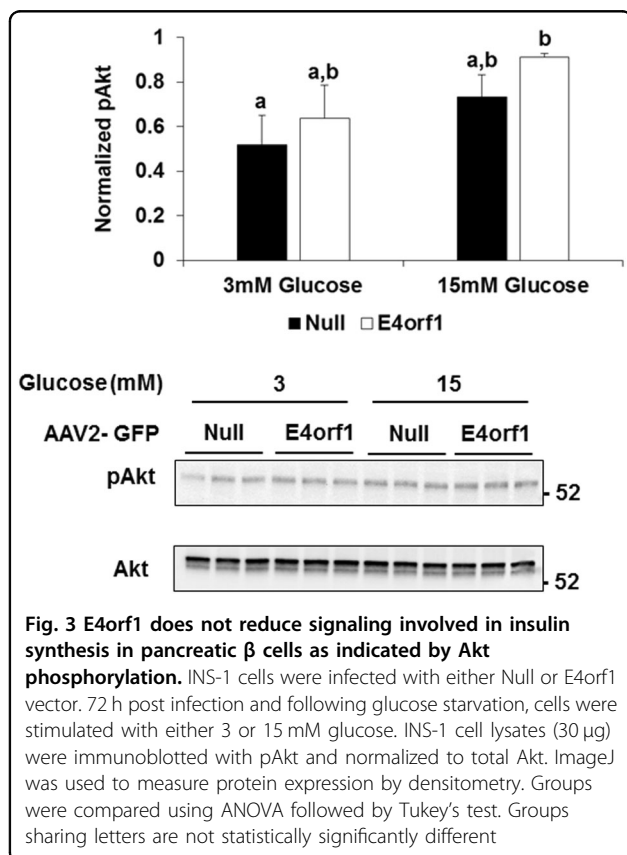 1
a,b
b
0.8
a,b
a
0.6
0.4
0.2
0
Normalized pAkt
3mM Glucose 15mM Glucose
Null E4orf1
Glucose(mM) 3 15
AAV2- GFP Null E4orf1 Null E4orf1
pAkt - 52
Akt - 52
Fig. 3 E4orf1 does not reduce signaling involved in insulin
synthesis in pancreatic β cells as indicated by Akt
phosphorylation. INS-1 cells were infected with either Null or E4orf1
vector. 72 h post infection and following glucose starvation, cells were
stimulated with either 3 or 15 mM glucose. INS-1 cell lysates (30 µg)
were immunoblotted with pAkt and normalized to total Akt. ImageJ
was used to measure protein expression by densitometry. Groups
were compared using ANOVA followed by Tukey's test. Groups
sharing letters are not statistically significantly different